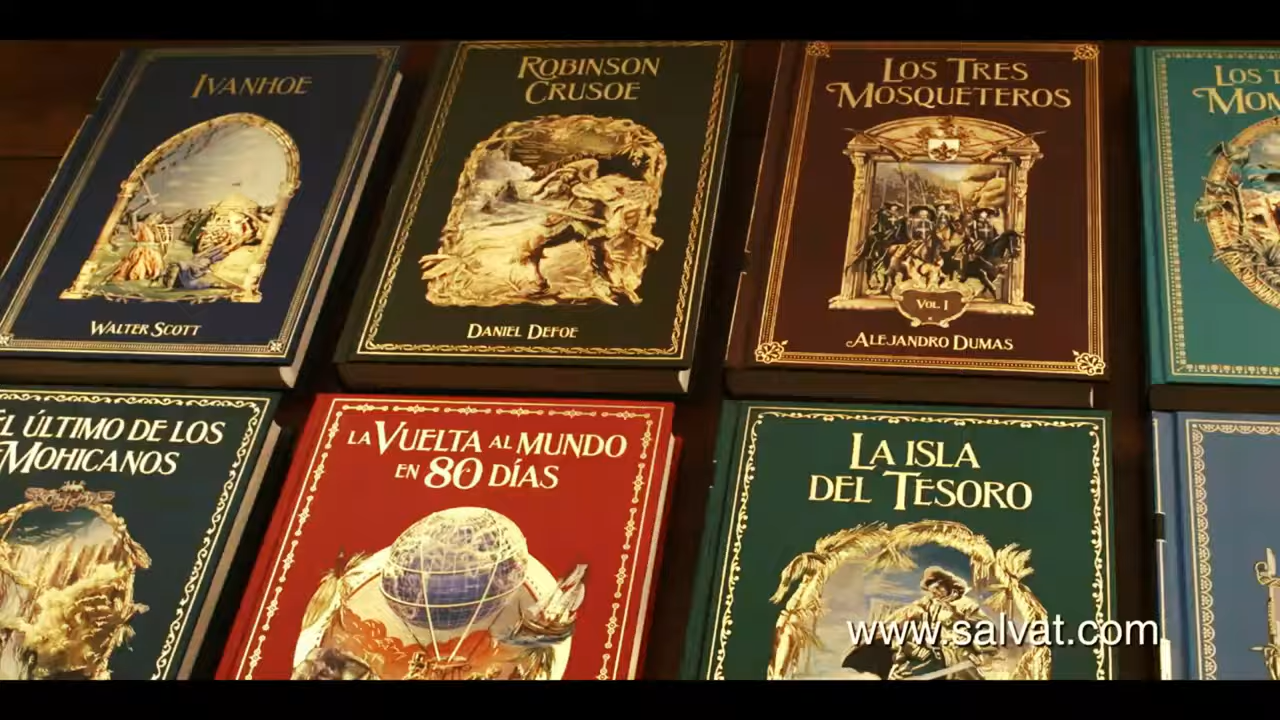 IVANHOE
WALTER SCOTT
ROBINSON
CRUSOE
DANIEL DEFOE
LOS TRES
MOSQUETEROS
VOL. I
ALEJANDRO DUMAS
LOS
EL ÚLTIMO DE LOS
MOHICANOS
LA VUELTA AL MUNDO
EN 80 DÍAS
LA ISLA
DEL TESORO
www.salvat.com